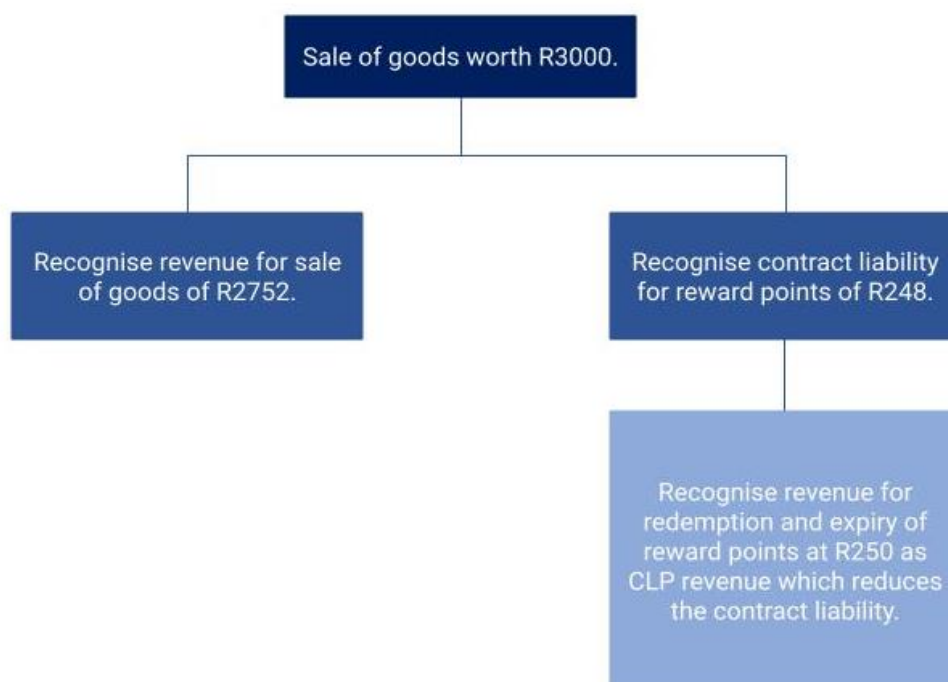 Sale of goods worth R3000.
Recognise revenue for sale
of goods of R2752.
Recognise contract liability
for reward points of R248.
Recognise revenue for
redemption and expiry of
reward points at R250 as
CLP revenue which reduces
the contract liability.